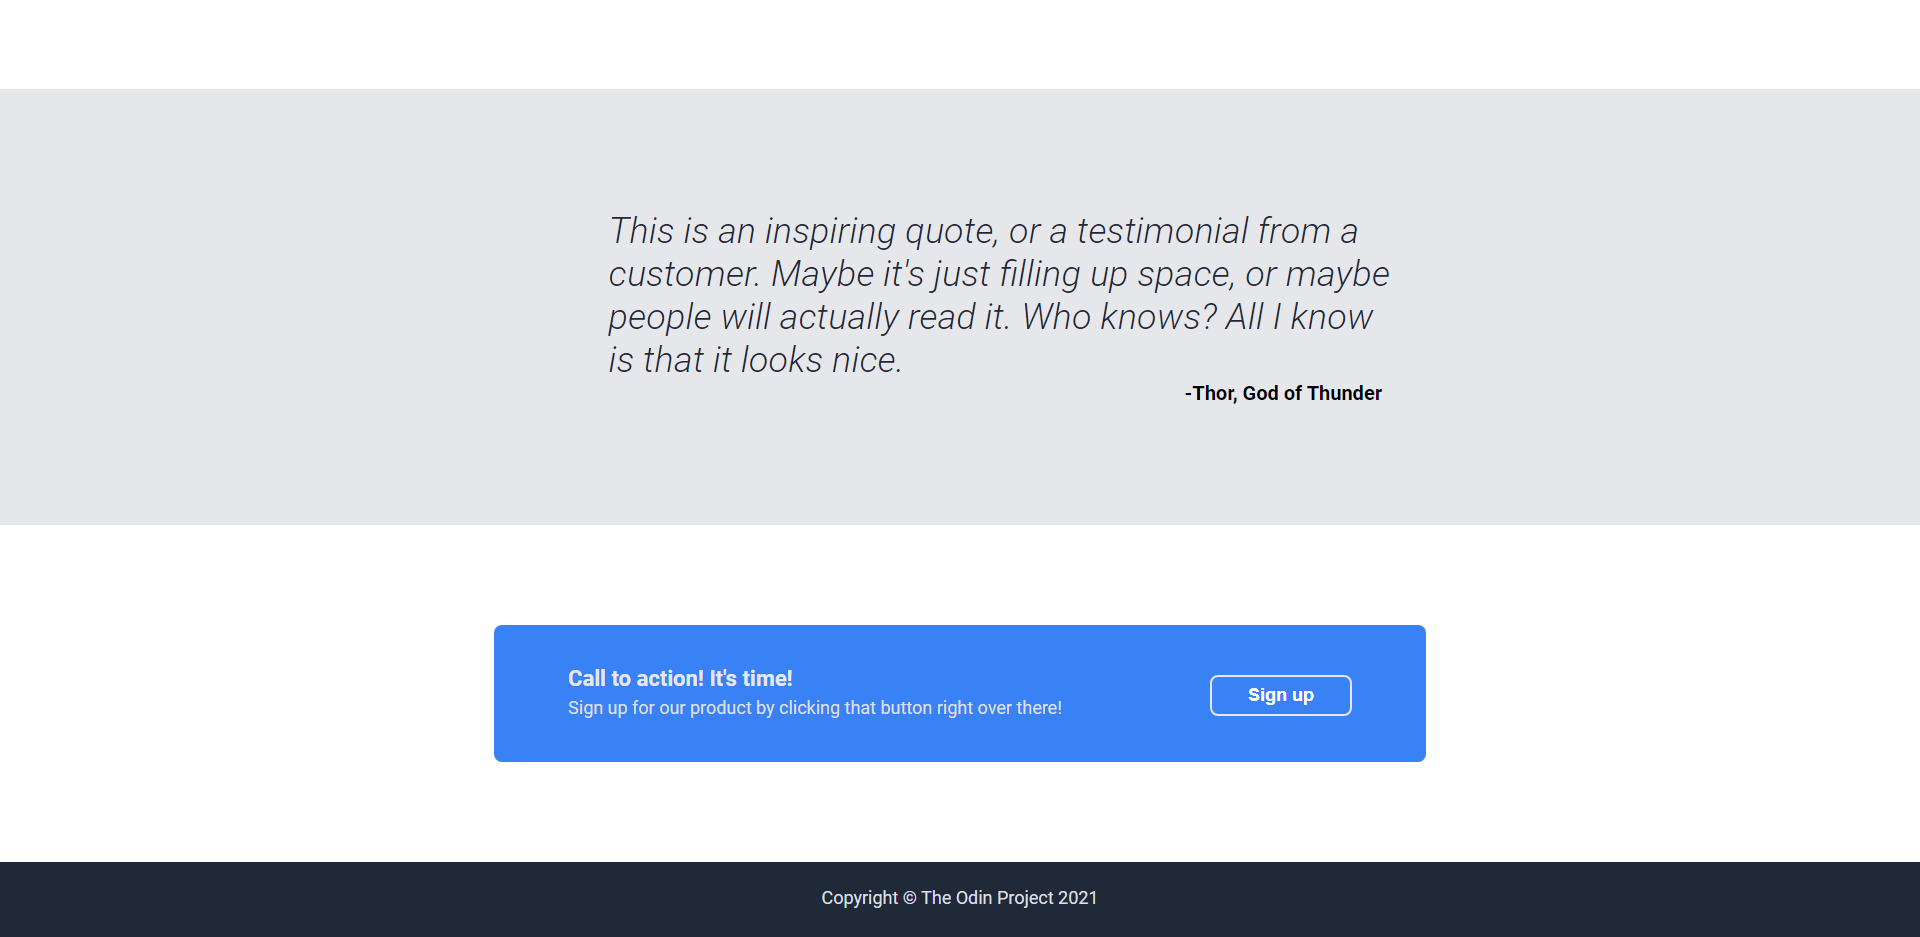 This is an inspiring quote, or a testimonial from a
customer. Maybe it's just filling up space, or maybe
people will actually read it. Who knows? All I know
is that it looks nice.
-Thor, God of Thunder
Call to action! It's time!
Sign up for our product by clicking that button right over there!
Sign up
Copyright © The Odin Project 2021